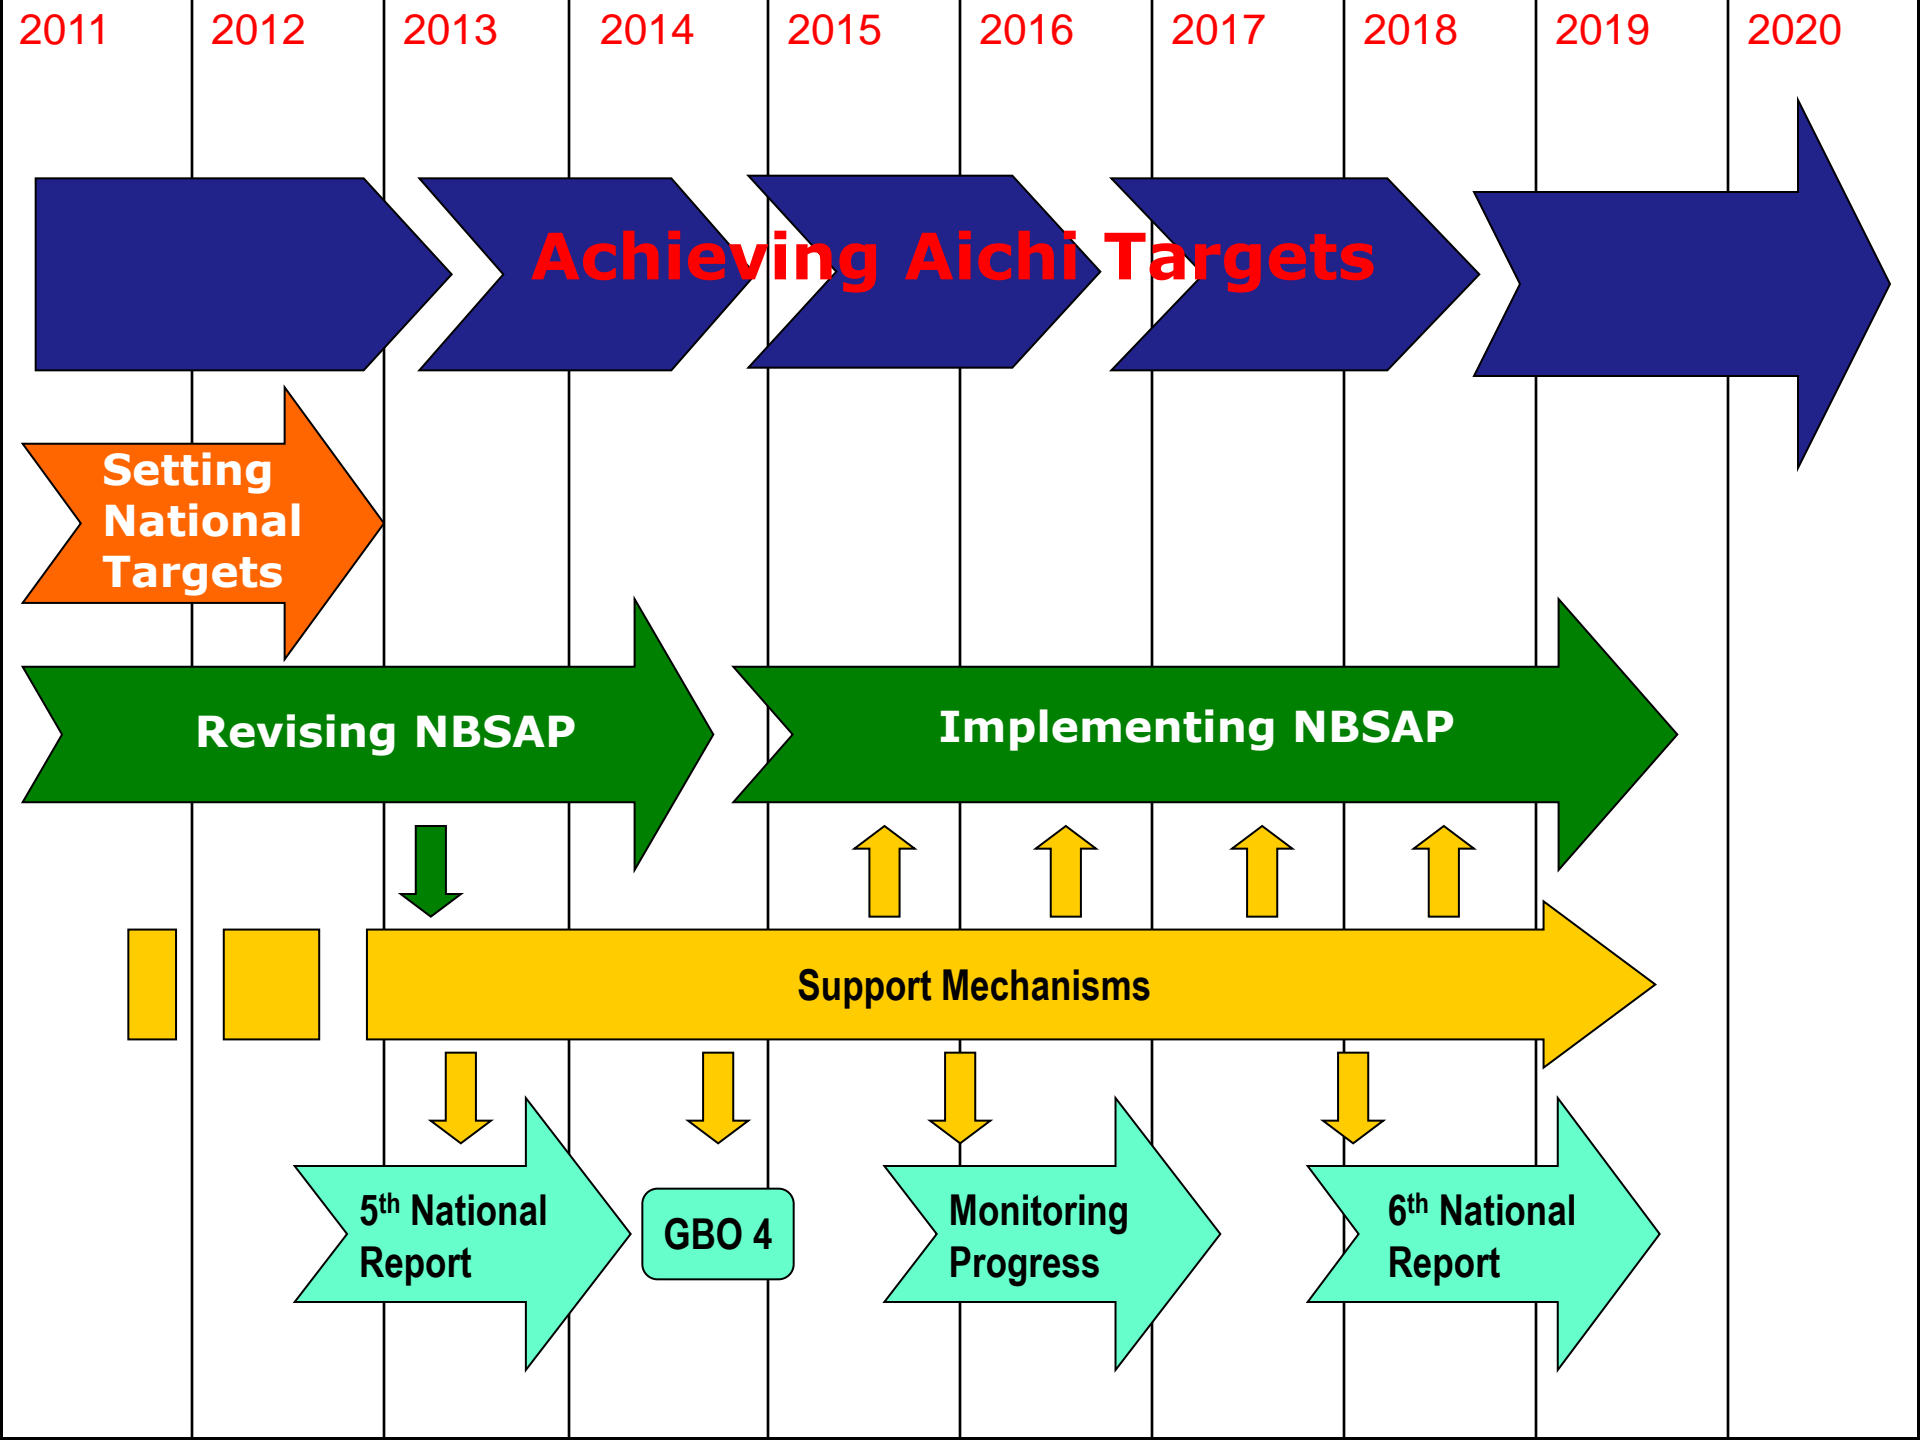 2011 2012 2013 2014 2015 2016 2017 2018 2019 2020
Achieving Aichi Targets
Setting
National
Targets
Revising NBSAP
Implementing NBSAP
Support Mechanisms
5th National
Report
GBO 4
Monitoring
Progress
6th National
Report